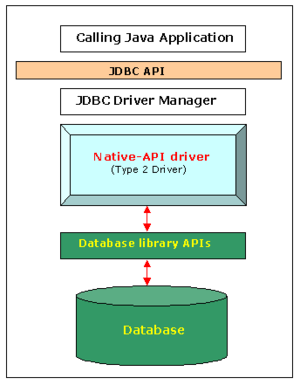 Calling Java Application
JDBC API
JDBC Driver Manager
Native-API driver
(Type 2 Driver)
Database library APIs
Database